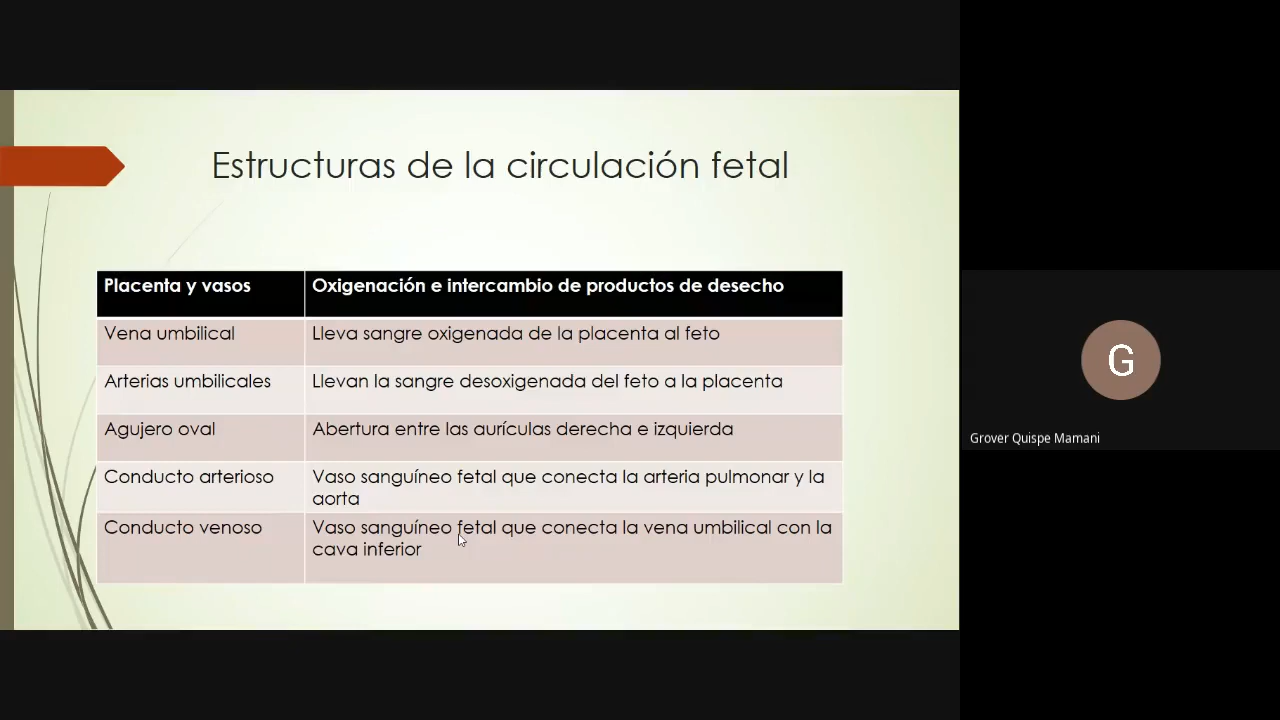 Estructuras de la circulación fetal
Placenta y vasos
Oxigenación e intercambio de productos de desecho
Vena umbilical
Lleva sangre oxigenada de la placenta al feto
Arterias umbilicales
Llevan la sangre desoxigenada del feto a la placenta
Agujero oval
Abertura entre las aurículas derecha e izquierda
Conducto arterioso
Vaso sanguíneo fetal que conecta la arteria pulmonar y la
aorta
Conducto venoso
Vaso sanguíneo fetal que conecta la vena umbilical con la
cava inferior
G
Grover Quispe Mamani